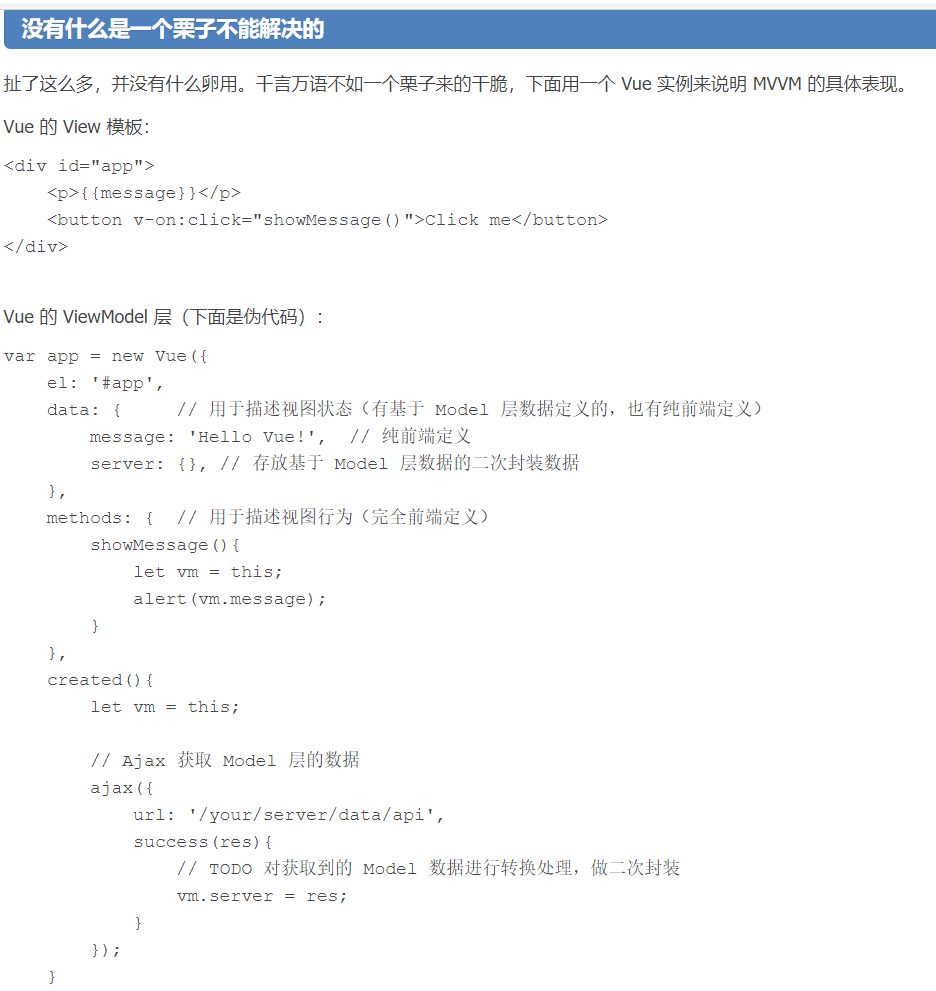 没有什么是一个栗子不能解决的
扯了这么多，并没有什么卵用。千言万语不如一个栗子来的干脆，下面用一个 Vue 实例来说明 MVVM 的具体表现。
Vue 的 View 模板：
<div id="app">
    <p>{{message}}</p>
    <button v-on:click="showMessage()">Click me</button>
</div>
Vue 的 ViewModel 层（下面是伪代码）：
var app = new Vue({
    el: '#app',
    data: {     // 用于描述视图状态（有基于 Model 层数据定义的，也有纯前端定义）
        message: 'Hello Vue!',  // 纯前端定义
        server: {}, // 存放基于 Model 层数据的二次封装数据
    },
    methods: {  // 用于描述视图行为（完全前端定义）
        showMessage(){
            let vm = this;
            alert(vm.message);
        }
    },
    created(){
        let vm = this;
        // Ajax 获取 Model 层的数据
        ajax({
            url: '/your/server/data/api',
            success(res){
                // TODO 对获取到的 Model 数据进行转换处理，做二次封装
                vm.server = res;
            }
        });
    }